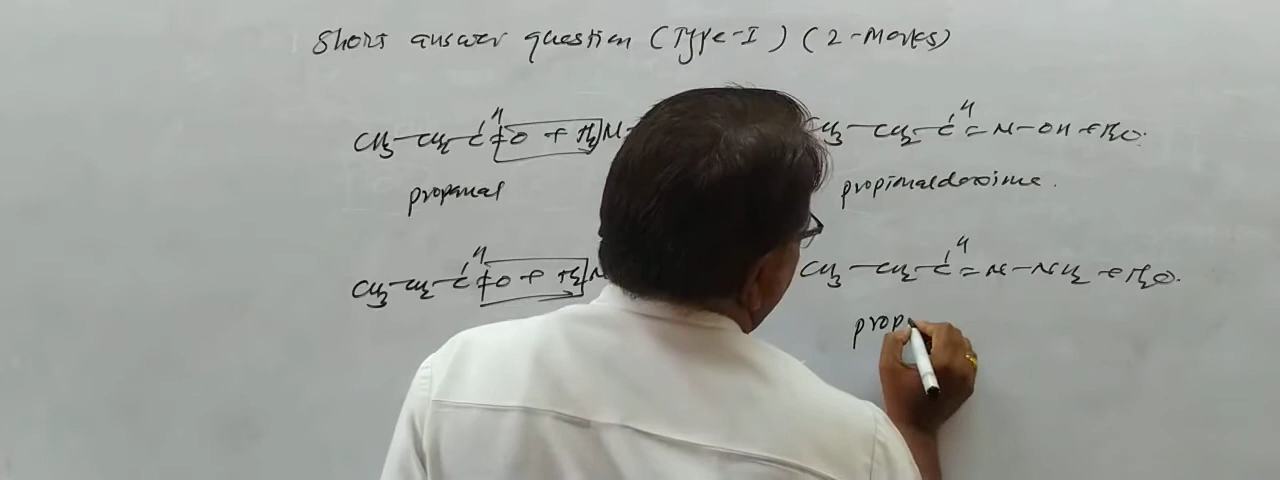 Short answer question (Type-I) (2-Marks)
H H
CH3-CH2-C=O + H2N- CH3-CH2-C=N-OH+H2O.
propanal propinaldoxime.
H H
CH3-CH2-C=O + H2N CH3-CH2-C=N-NH2+H2O.
prop